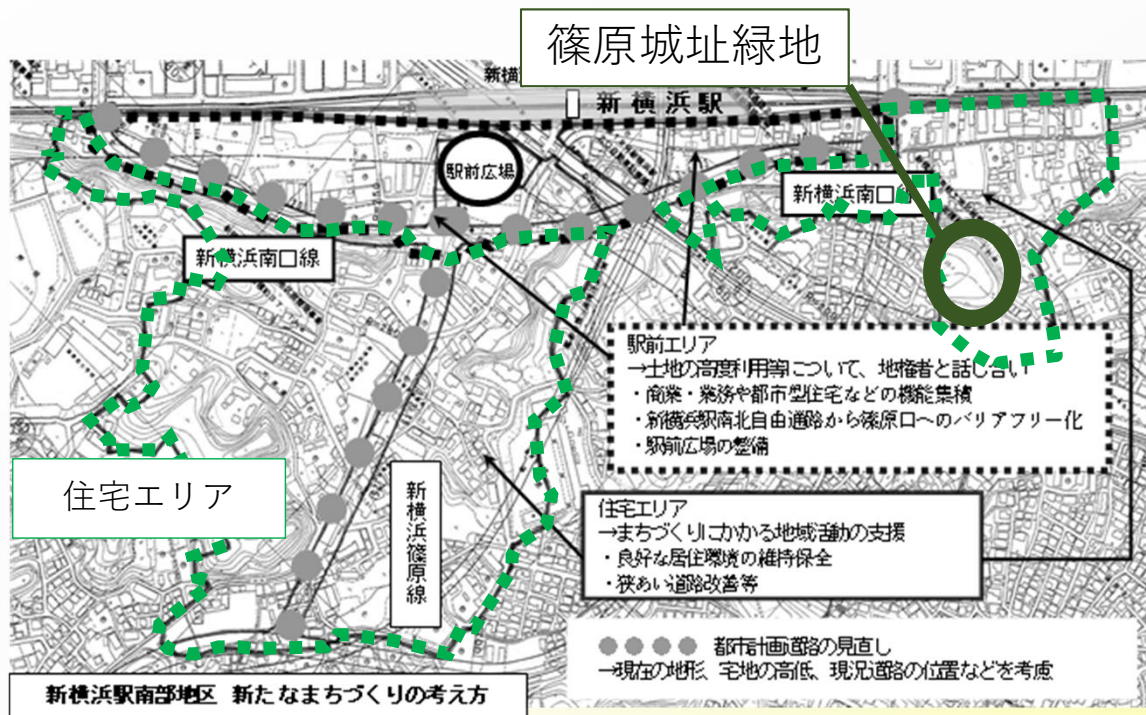 篠原城址緑地
新横
新横浜駅
駅前広場
新横浜南口線
新横浜南口線
駅前エリア
→土地の高度利用等について、地権者と話し合い
・商業・業務や都市型住宅などの機能集積
・新横浜駅南北自由通路から篠原口へのバリアフリー化
・駅前広場の整備
住宅エリア
新横浜篠原線
住宅エリア
→まちづくりにかかる地域活動の支援
・良好な居住環境の維持保全
・狭あい道路改善等
都市計画道路の見直し
→現在の地形、宅地の高低、現況道路の位置などを考慮
新横浜駅南部地区 新たなまちづくりの考え方